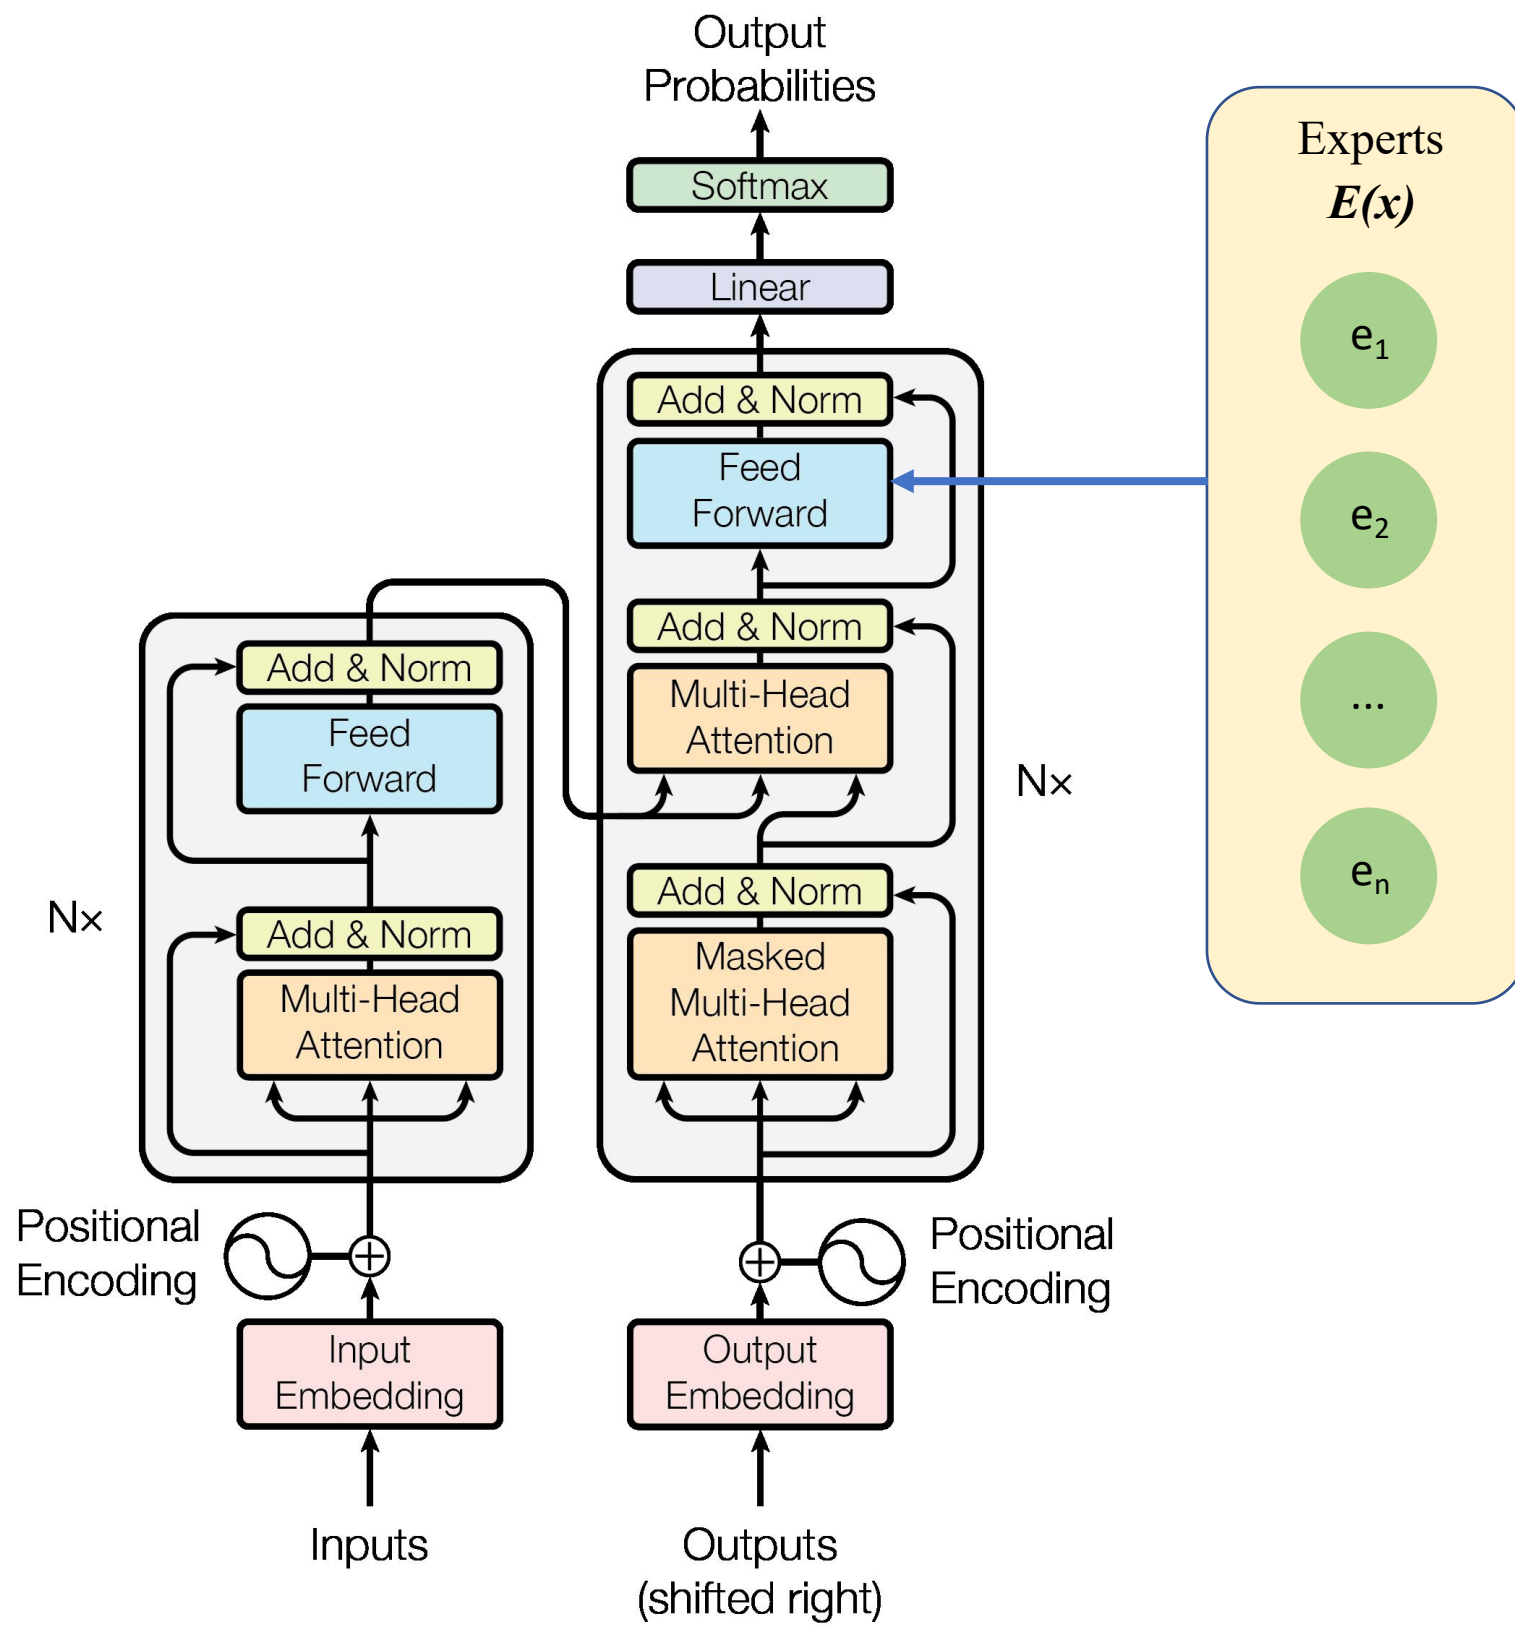 Output
Probabilities
Softmax
Linear
Add & Norm
Feed
Forward
Add & Norm
Multi-Head
Attention
N×
Add & Norm
Masked
Multi-Head
Attention
Positional
Encoding
Output
Embedding
Outputs
(shifted right)
Add & Norm
Feed
Forward
N×
Add & Norm
Multi-Head
Attention
Positional
Encoding
Input
Embedding
Inputs
Experts
E(x)
e₁
e₂
...
eₙ